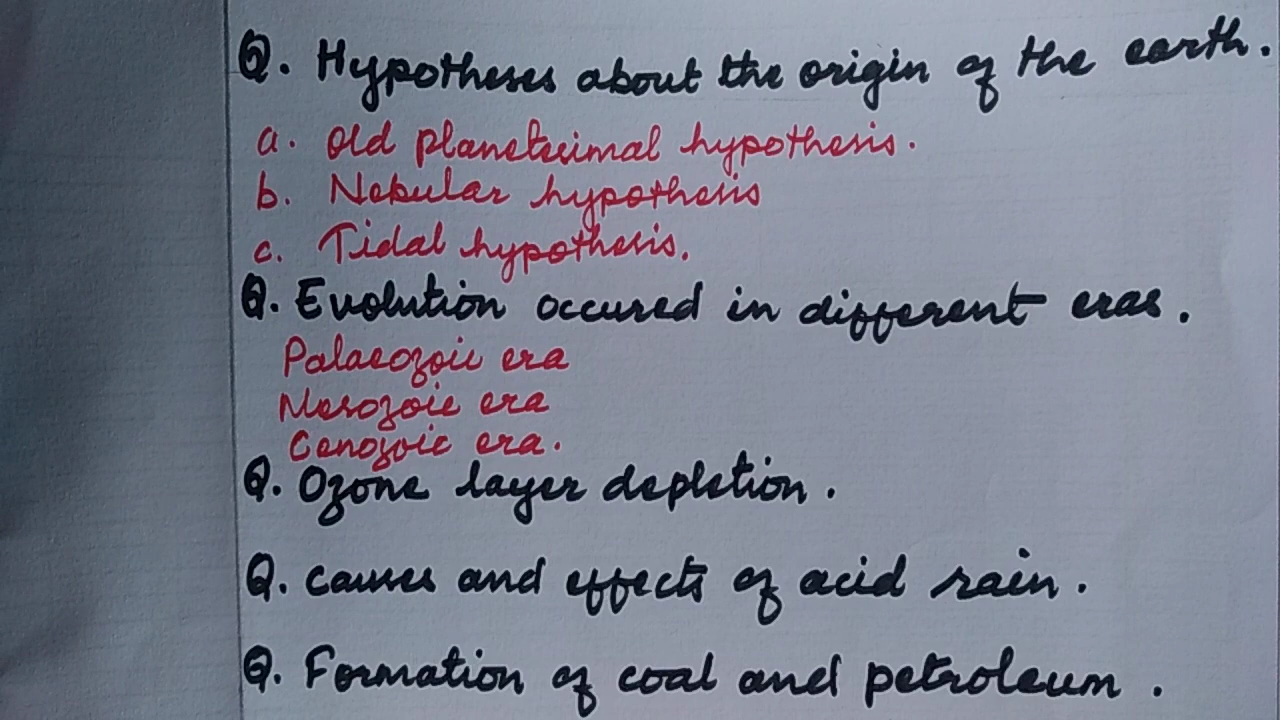 Q. Hypotheses about the origin of the earth.
a. Old planetesimal hypothesis.
b. Nebular hypothesis
c. Tidal hypothesis.
Q. Evolution occured in different eras.
Palaeozoic era
Mesozoic era
Cenozoic era.
Q. Ozone layer depletion.
Q. Causes and effects of acid rain.
Q. Formation of coal and petroleum.